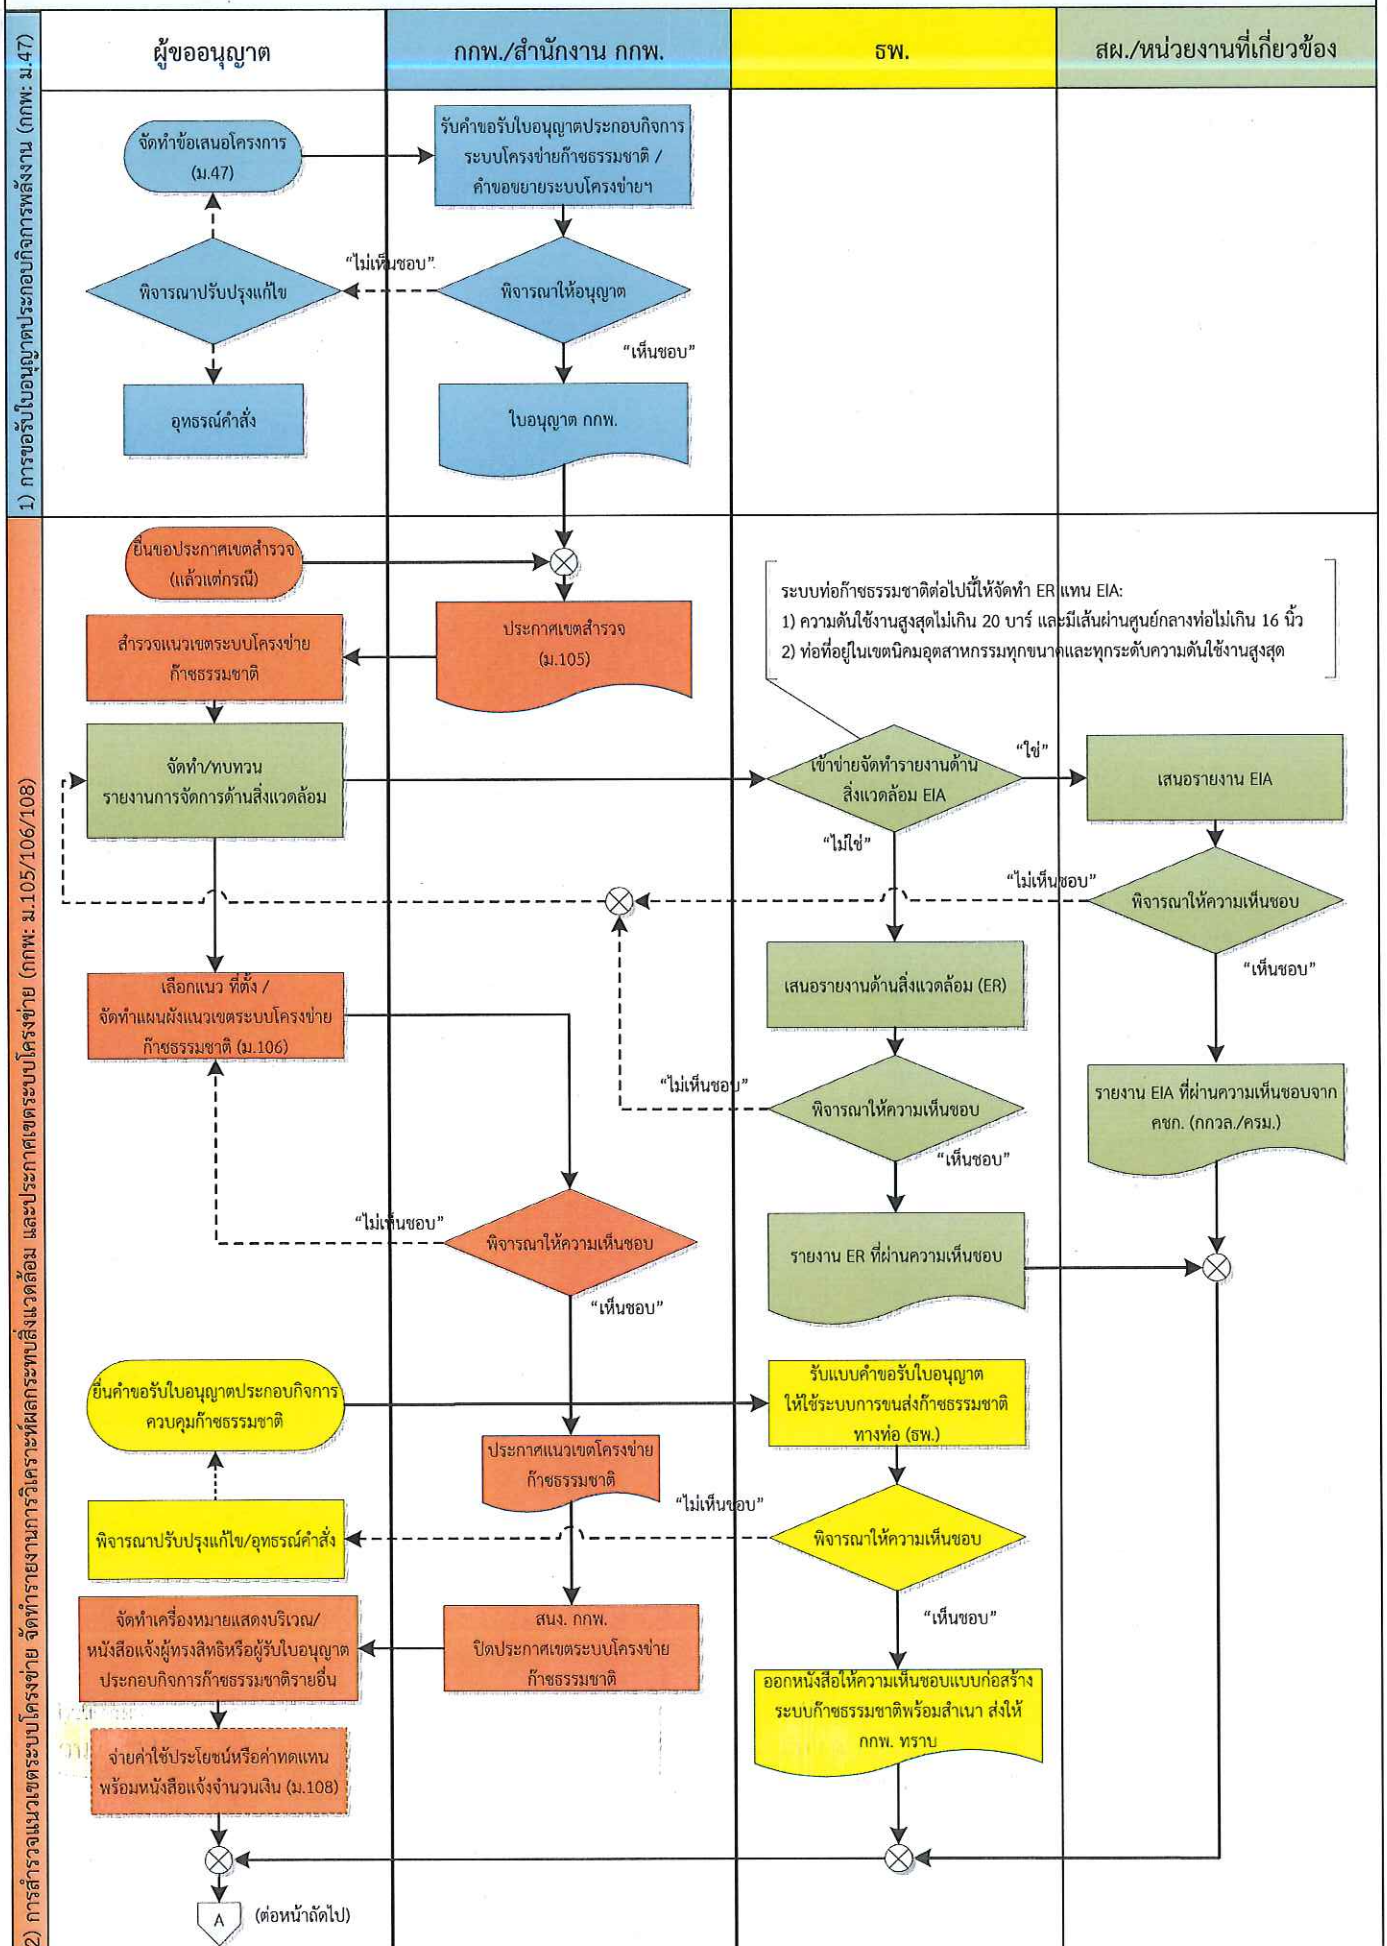 ผู้ขออนุญาต
กกพ./สำนักงาน กกพ.
ธพ.
สผ./หน่วยงานที่เกี่ยวข้อง
1) การขอรับใบอนุญาตประกอบกิจการพลังงาน (กกพ: ม.47)
จัดทำข้อเสนอโครงการ
(ม.47)
รับคำขอรับใบอนุญาตประกอบกิจการ
ระบบโครงข่ายก๊าซธรรมชาติ /
คำขอขยายระบบโครงข่ายฯ
พิจารณาปรับปรุงแก้ไข
“ไม่เห็นชอบ”
พิจารณาให้อนุญาต
“เห็นชอบ”
อุทธรณ์คำสั่ง
ใบอนุญาต กกพ.
2) การสำรวจแนวเขตระบบโครงข่าย จัดทำรายงานการวิเคราะห์ผลกระทบสิ่งแวดล้อม และประกาศเขตระบบโครงข่าย (กกพ: ม.105/106/108)
ยื่นขอประกาศเขตสำรวจ
(แล้วแต่กรณี)
ประกาศเขตสำรวจ
(ม.105)
สำรวจแนวเขตระบบโครงข่าย
ก๊าซธรรมชาติ
ระบบท่อก๊าซธรรมชาติต่อไปนี้ให้จัดทำ ER แทน EIA:
1) ความดันใช้งานสูงสุดไม่เกิน 20 บาร์ และมีเส้นผ่านศูนย์กลางท่อไม่เกิน 16 นิ้ว
2) ท่อที่อยู่ในเขตนิคมอุตสาหกรรมทุกขนาดและทุกระดับความดันใช้งานสูงสุด
จัดทำ/ทบทวน
รายงานการจัดการด้านสิ่งแวดล้อม
เข้าข่ายจัดทำรายงานด้าน
สิ่งแวดล้อม EIA
“ใช่”
เสนอรายงาน EIA
“ไม่ใช่”
“ไม่เห็นชอบ”
พิจารณาให้ความเห็นชอบ
“เห็นชอบ”
เลือกแนว ที่ตั้ง /
จัดทำแผนผังแนวเขตระบบโครงข่าย
ก๊าซธรรมชาติ (ม.106)
เสนอรายงานด้านสิ่งแวดล้อม (ER)
“ไม่เห็นชอบ”
พิจารณาให้ความเห็นชอบ
“เห็นชอบ”
รายงาน EIA ที่ผ่านความเห็นชอบจาก
คชก. (กกวล./ครม.)
“ไม่เห็นชอบ”
พิจารณาให้ความเห็นชอบ
“เห็นชอบ”
รายงาน ER ที่ผ่านความเห็นชอบ
ยื่นคำขอรับใบอนุญาตประกอบกิจการ
ควบคุมก๊าซธรรมชาติ
รับแบบคำขอรับใบอนุญาต
ให้ใช้ระบบการขนส่งก๊าซธรรมชาติ
ทางท่อ (ธพ.)
ประกาศแนวเขตโครงข่าย
ก๊าซธรรมชาติ
“ไม่เห็นชอบ”
พิจารณาปรับปรุงแก้ไข/อุทธรณ์คำสั่ง
พิจารณาให้ความเห็นชอบ
“เห็นชอบ”
จัดทำเครื่องหมายแสดงบริเวณ/
หนังสือแจ้งผู้ทรงสิทธิหรือผู้รับใบอนุญาต
ประกอบกิจการก๊าซธรรมชาติรายอื่น
สนง. กกพ.
ปิดประกาศเขตระบบโครงข่าย
ก๊าซธรรมชาติ
ออกหนังสือให้ความเห็นชอบแบบก่อสร้าง
ระบบก๊าซธรรมชาติพร้อมสำเนา ส่งให้
กกพ. ทราบ
จ่ายค่าใช้ประโยชน์หรือค่าทดแทน
พร้อมหนังสือแจ้งจำนวนเงิน (ม.108)
A
(ต่อหน้าถัดไป)